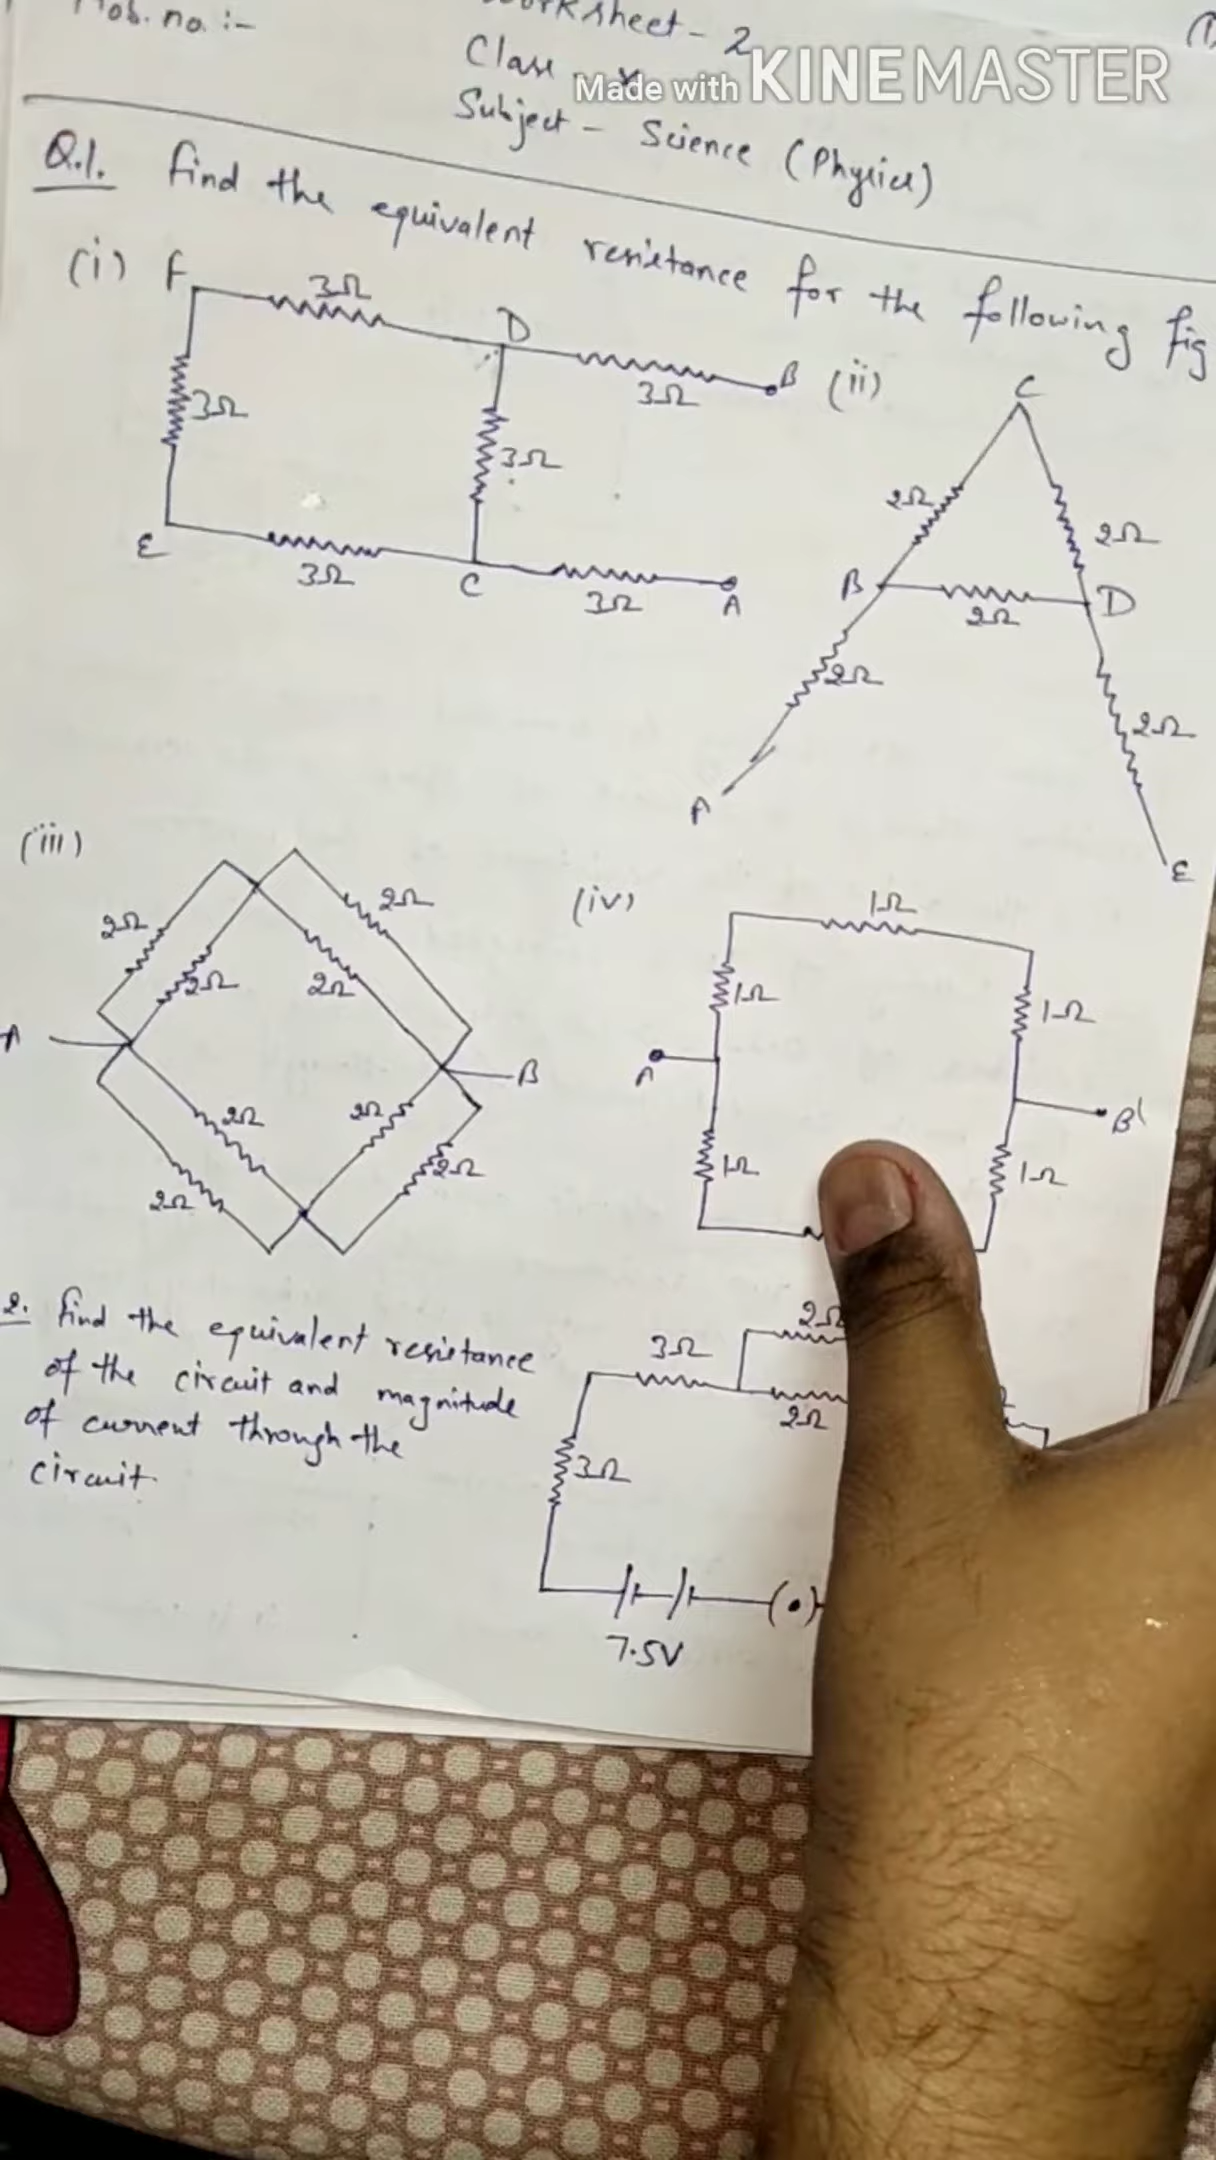 Mob. no. :-
Worksheet - 2
Class - X
Made with KINEMASTER
Subject - Science (Physics)
Q.1. find the equivalent resistance for the following fig
(i) F 3Ω D 3Ω B
3Ω 3Ω
E 3Ω C 3Ω A
(ii) C
2Ω 2Ω
B 2Ω D
2Ω 2Ω
A E
(iii)
2Ω 2Ω
2Ω 2Ω
A B
2Ω 2Ω
2Ω 2Ω
(iv) 1Ω
1Ω 1Ω
A B
1Ω 1Ω
2. find the equivalent resistance
of the circuit and magnitude
of current through the
circuit.
2Ω
3Ω
2Ω
3Ω
7.5V